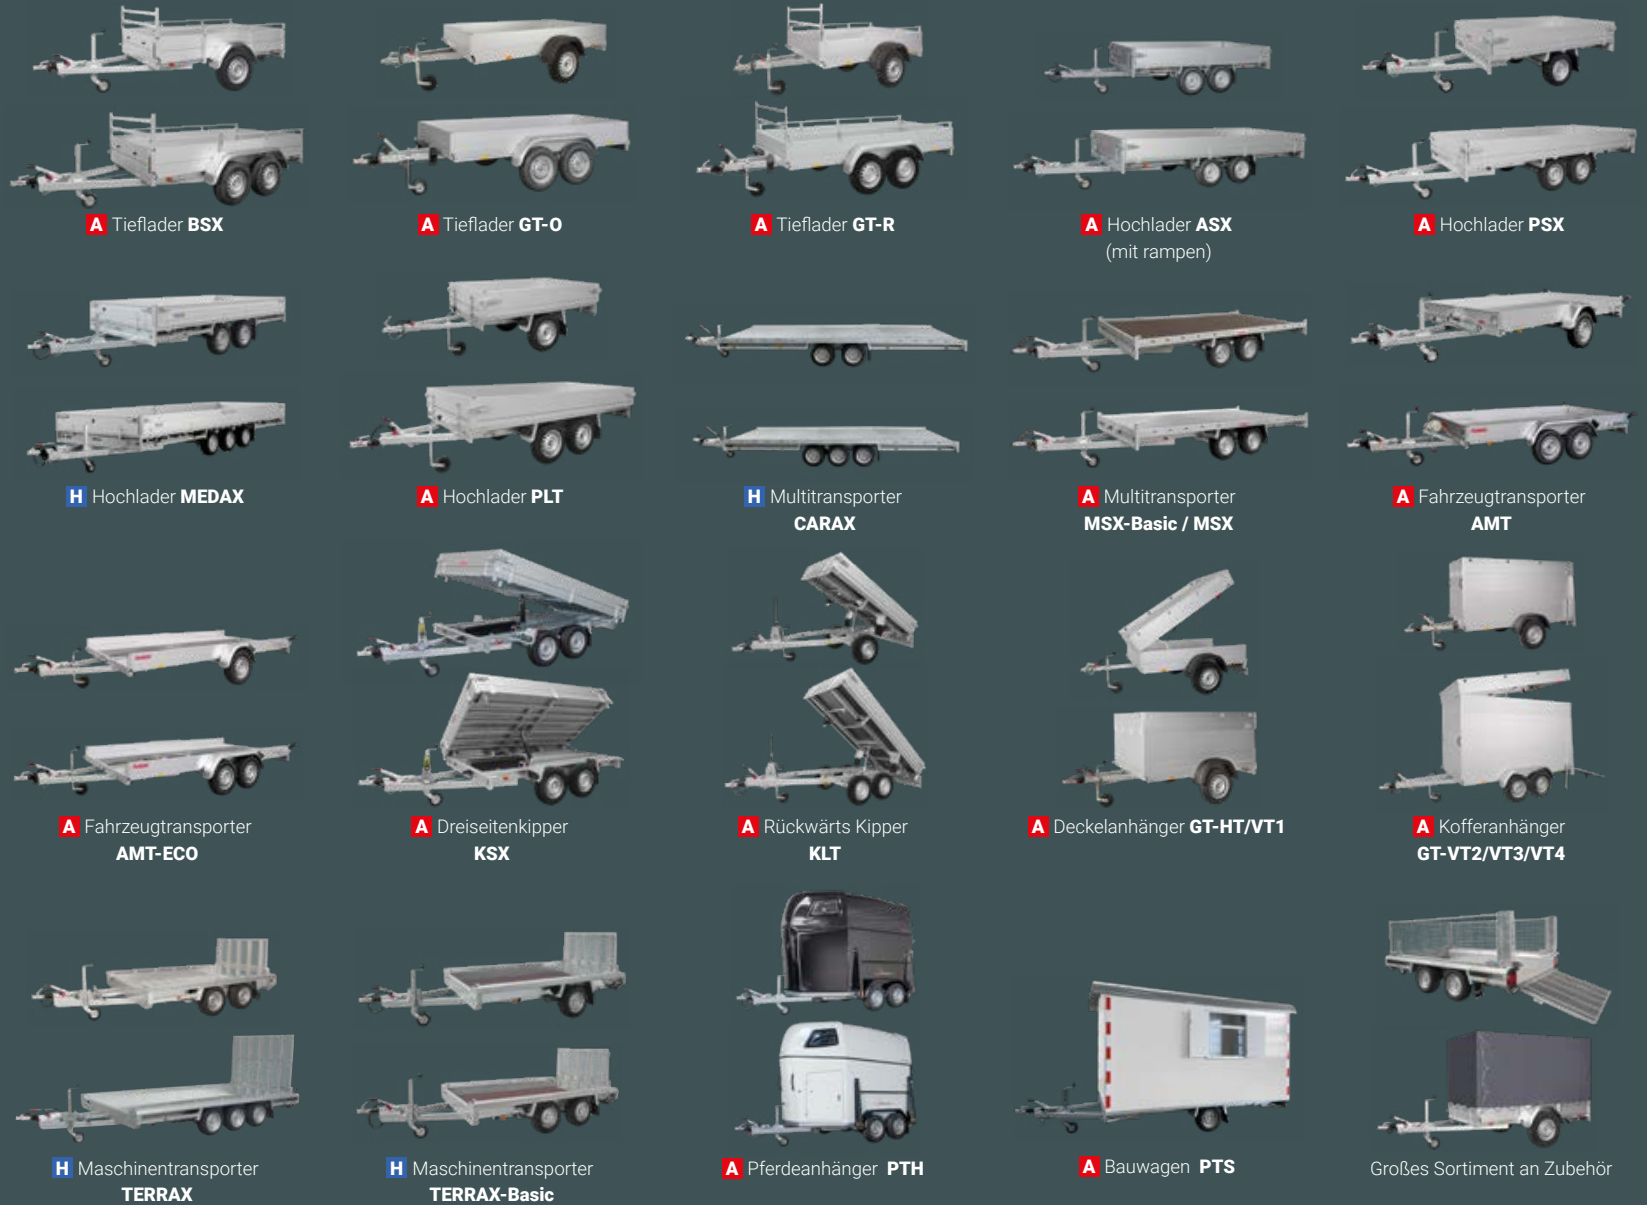 A Tieflader BSX
A Tieflader GT-O
A Tieflader GT-R
A Hochlader ASX
(mit rampen)
A Hochlader PSX
H Hochlader MEDAX
A Hochlader PLT
H Multitransporter
CARAX
A Multitransporter
MSX-Basic / MSX
A Fahrzeugtransporter
AMT
A Fahrzeugtransporter
AMT-ECO
A Dreiseitenkipper
KSX
A Rückwärts Kipper
KLT
A Deckelanhänger GT-HT/VT1
A Kofferanhänger
GT-VT2/VT3/VT4
H Maschinentransporter
TERRAX
H Maschinentransporter
TERRAX-Basic
A Pferdeanhänger PTH
A Bauwagen PTS
Großes Sortiment an Zubehör